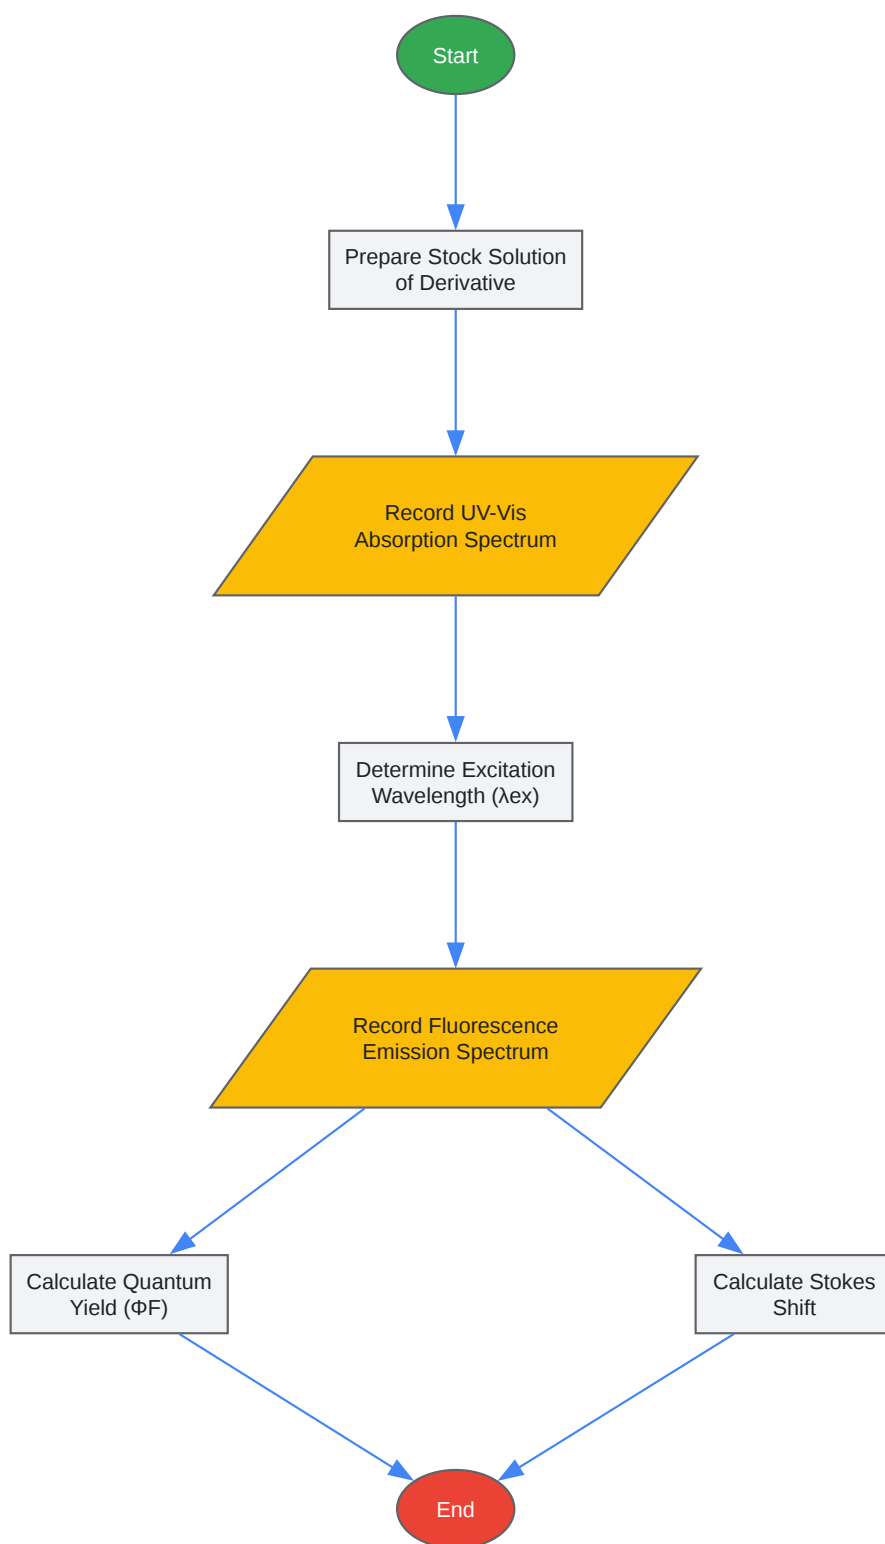 Start
Prepare Stock Solution
of Derivative
Record UV-Vis
Absorption Spectrum
Determine Excitation
Wavelength (λex)
Record Fluorescence
Emission Spectrum
Calculate Quantum
Yield (ΦF)
Calculate Stokes
Shift
End